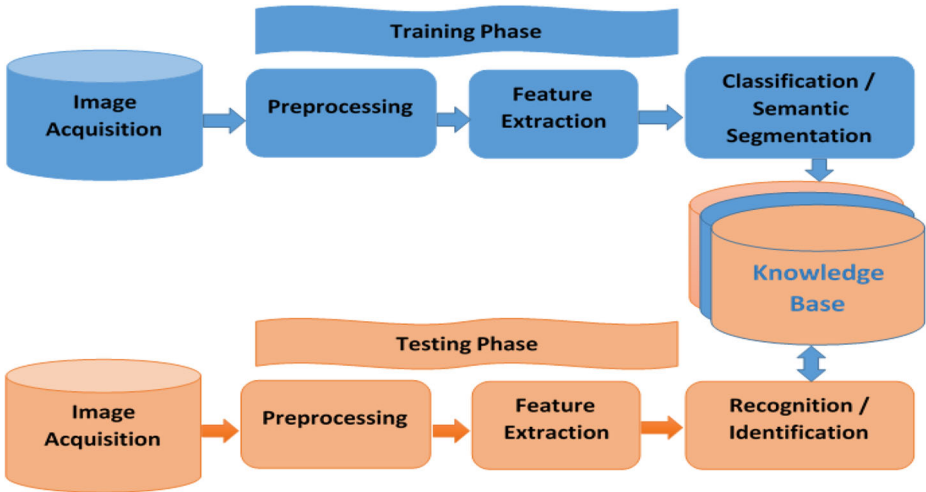 Training Phase
Image
Acquisition
Preprocessing
Feature
Extraction
Classification /
Semantic
Segmentation
Knowledge
Base
Testing Phase
Image
Acquisition
Preprocessing
Feature
Extraction
Recognition /
Identification